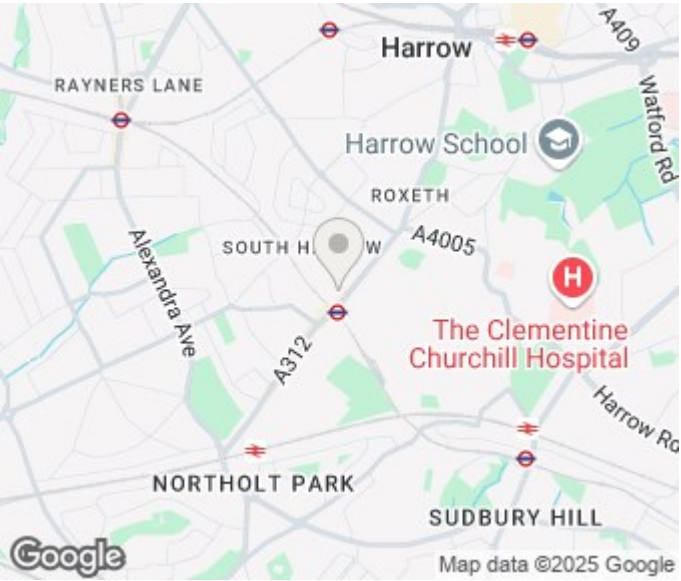 A409
Harrow
Watford Rd
RAYNERS LANE
Harrow School
ROXETH
A4005
SOUTH H W
Alexandra Ave
H
The Clementine
Churchill Hospital
A312
Harrow Rd
NORTHOLT PARK
SUDBURY HILL
Google
Map data ©2025 Google